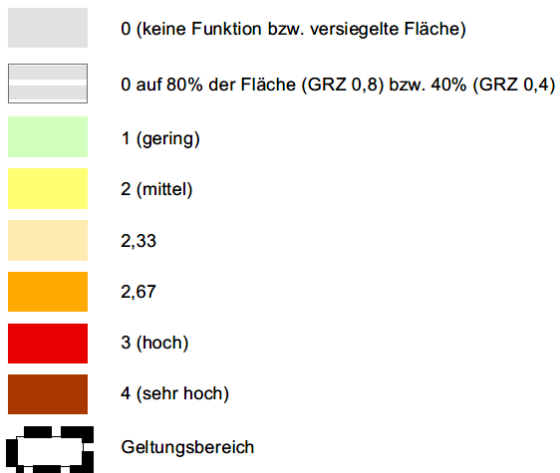 0 (keine Funktion bzw. versiegelte Fläche)
0 auf 80% der Fläche (GRZ 0,8) bzw. 40% (GRZ 0,4)
1 (gering)
2 (mittel)
2,33
2,67
3 (hoch)
4 (sehr hoch)
Geltungsbereich